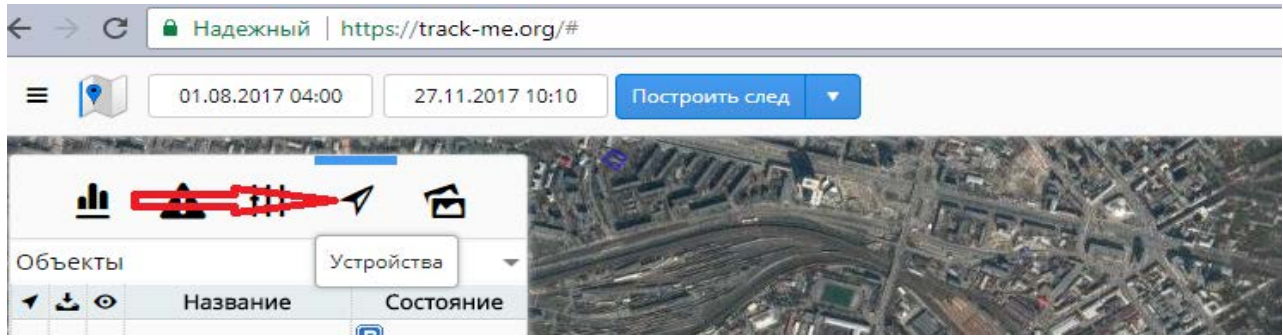 Надежный | https://track-me.org/#
01.08.2017 04:00 27.11.2017 10:10 Построить след
Устройства
Объекты
Название Состояние